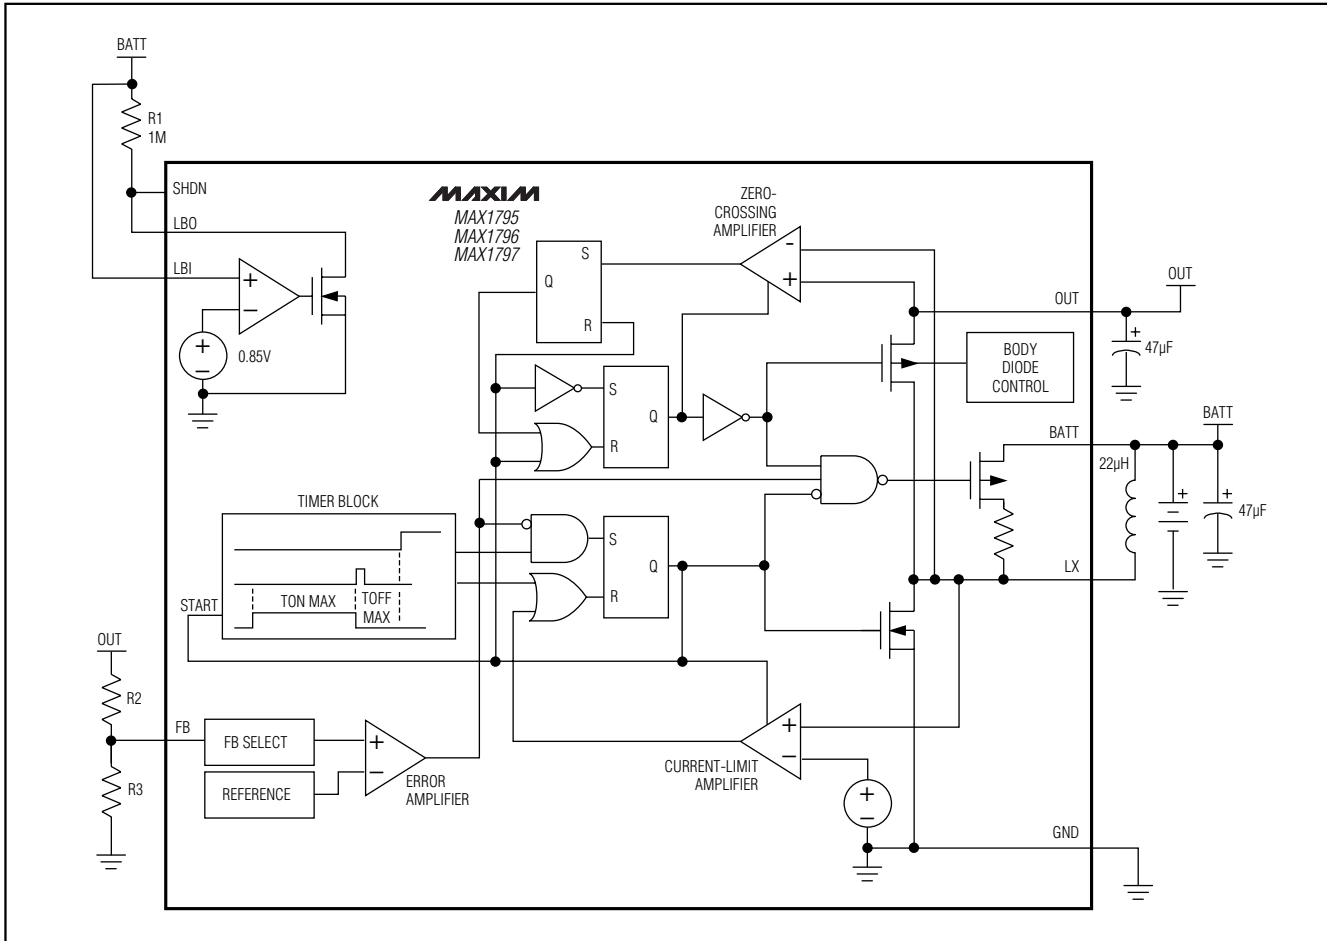 BATT
R1
1M
SHDN
LBO
LBI
+
−
+
−
0.85V
MAXIM
MAX1795
MAX1796
MAX1797
S
Q
R
ZERO-
CROSSING
AMPLIFIER
-
+
OUT
OUT
+
47µF
BODY
DIODE
CONTROL
S
Q
R
BATT
BATT
22µH
+
+
47µF
TIMER BLOCK
TON MAX
TOFF
MAX
START
S
Q
R
LX
OUT
R2
FB
R3
FB SELECT
REFERENCE
+
−
ERROR
AMPLIFIER
CURRENT-LIMIT
AMPLIFIER
+
−
+
−
GND